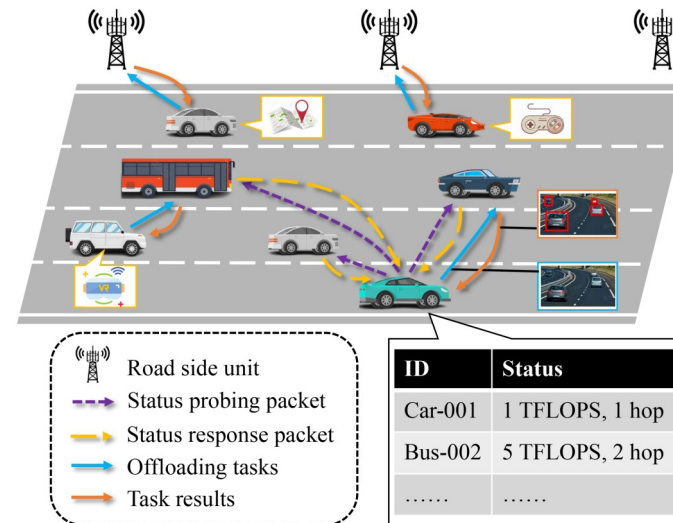 VR
Road side unit
Status probing packet
Status response packet
Offloading tasks
Task results
ID Status
Car-001 1 TFLOPS, 1 hop
Bus-002 5 TFLOPS, 2 hop
…… ……